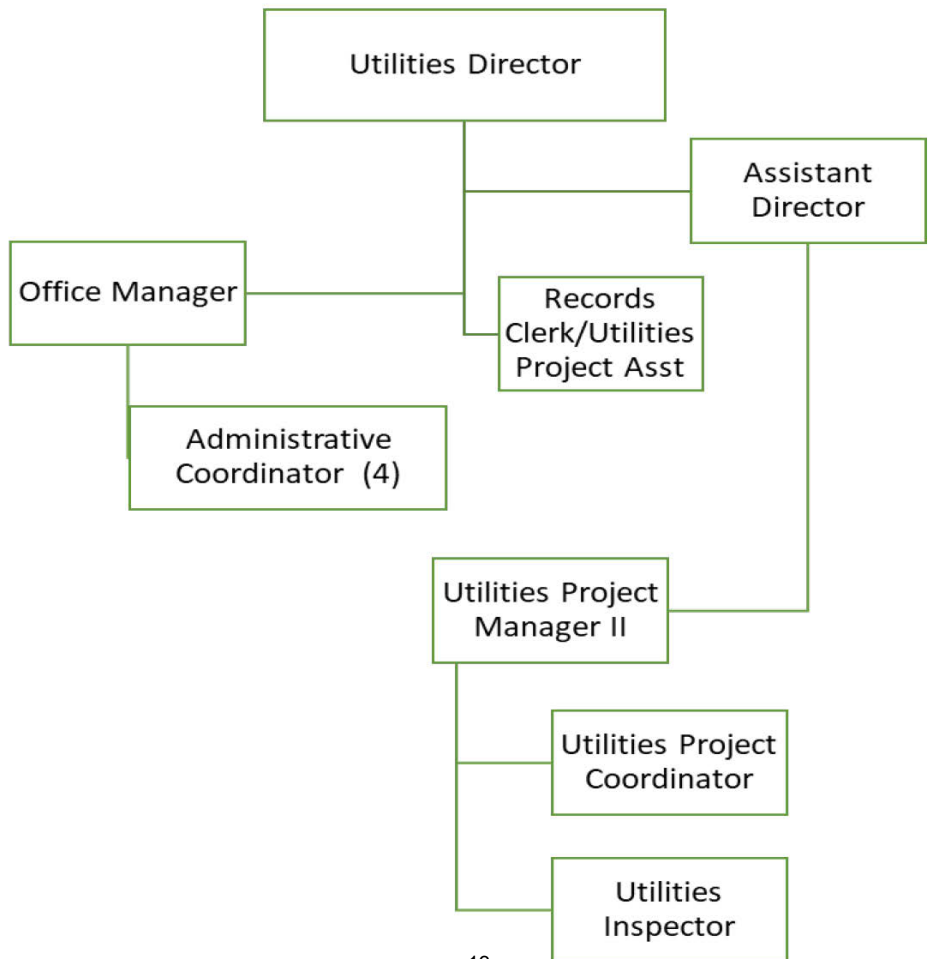 Utilities Director
Assistant
Director
Office Manager
Records
Clerk/Utilities
Project Asst
Administrative
Coordinator (4)
Utilities Project
Manager II
Utilities Project
Coordinator
Utilities
Inspector